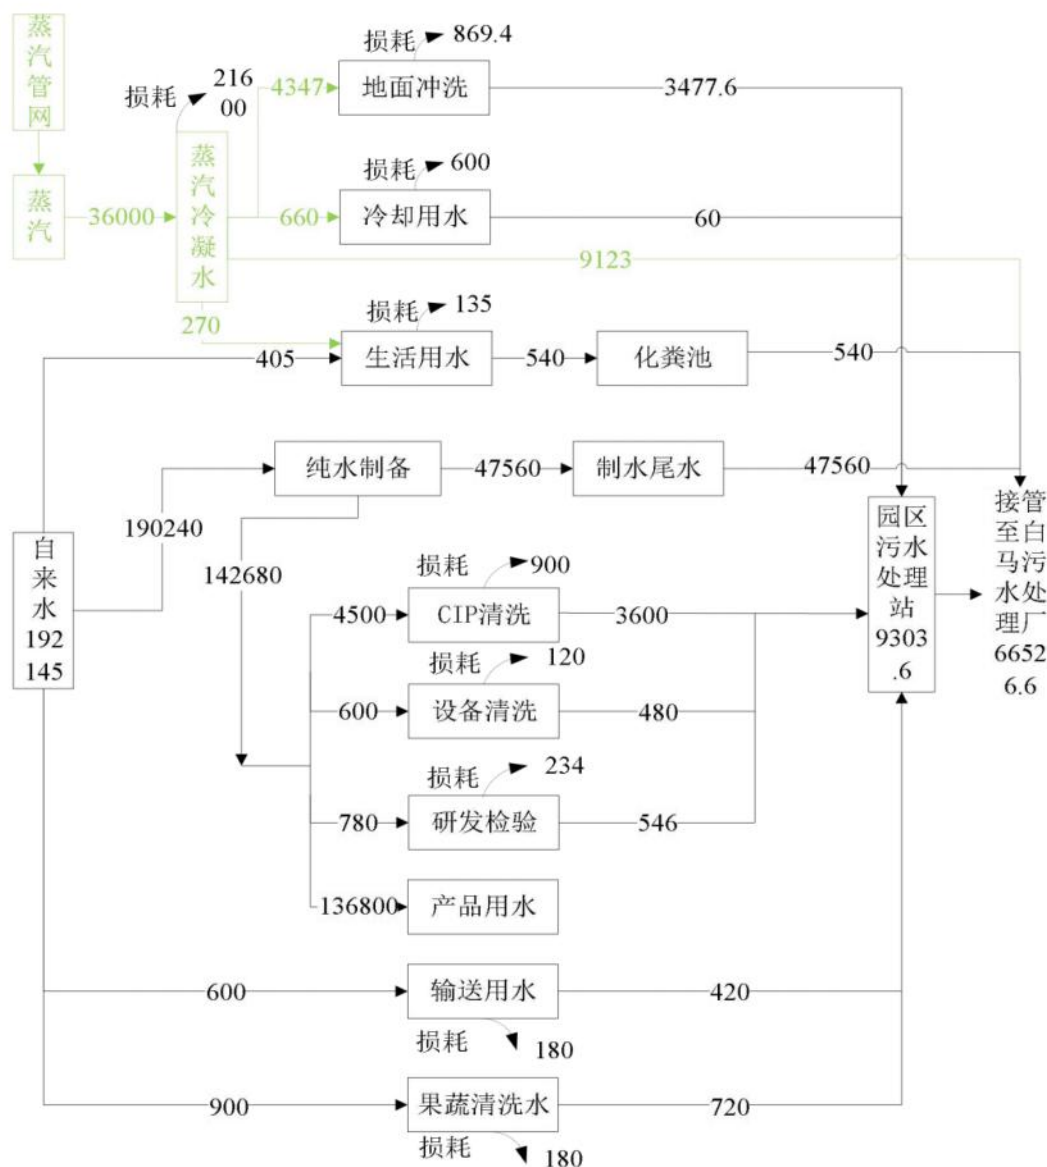 蒸汽管网
蒸汽
36000
蒸汽冷凝水
损耗
216
00
4347
地面冲洗
损耗
869.4
3477.6
660
冷却用水
损耗
600
60
9123
270
405
生活用水
损耗
135
540
化粪池
540
自来水
192
145
190240
纯水制备
47560
制水尾水
47560
142680
4500
CIP清洗
损耗
900
3600
600
设备清洗
损耗
120
480
780
研发检验
损耗
234
546
136800
产品用水
600
输送用水
损耗
180
420
900
果蔬清洗水
损耗
180
720
园区
污水
处理
站
9303
.6
接管
至白
马污
水处
理厂
6652
6.6